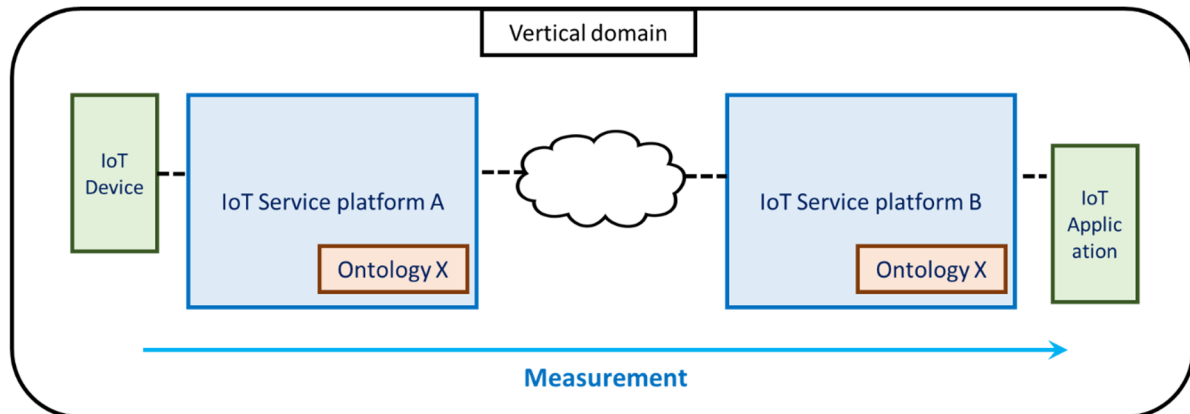 Vertical domain
IoT
Device
IoT Service platform A
Ontology X
IoT Service platform B
Ontology X
IoT
Applic
ation
Measurement